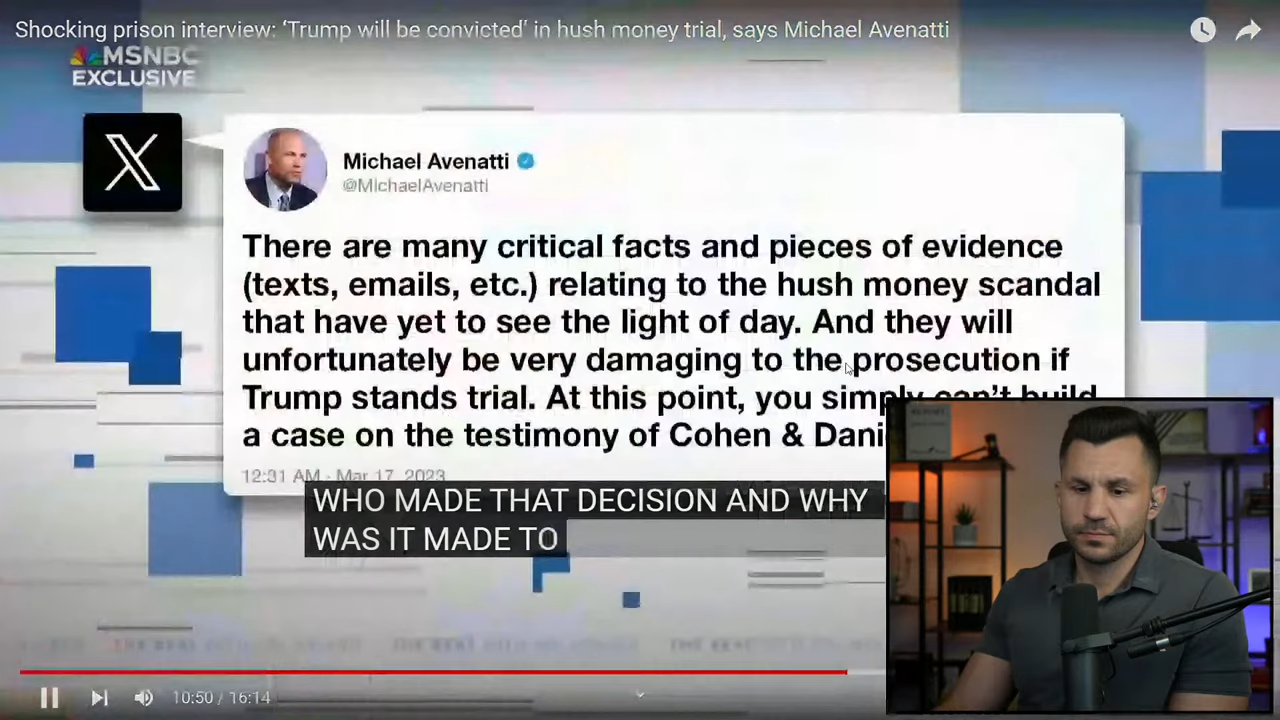 Shocking prison interview: ‘Trump will be convicted’ in hush money trial, says Michael Avenatti
MSNBC
EXCLUSIVE
Michael Avenatti
@MichaelAvenatti
There are many critical facts and pieces of evidence
(texts, emails, etc.) relating to the hush money scandal
that have yet to see the light of day. And they will
unfortunately be very damaging to the prosecution if
Trump stands trial. At this point, you simply can’t build
a case on the testimony of Cohen &
12:31 AM · Mar 17, 2023
WHO MADE THAT DECISION AND WHY
WAS IT MADE TO
10:50 / 16:14